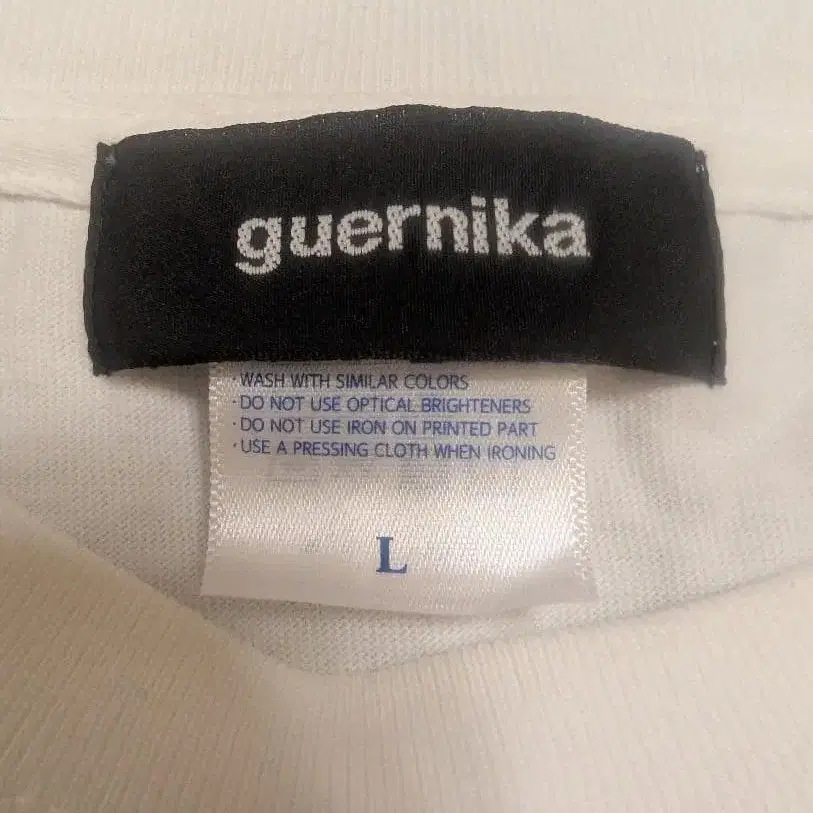 guernika
·WASH WITH SIMILAR COLORS
·DO NOT USE OPTICAL BRIGHTENERS
·DO NOT USE IRON ON PRINTED PART
·USE A PRESSING CLOTH WHEN IRONING
L